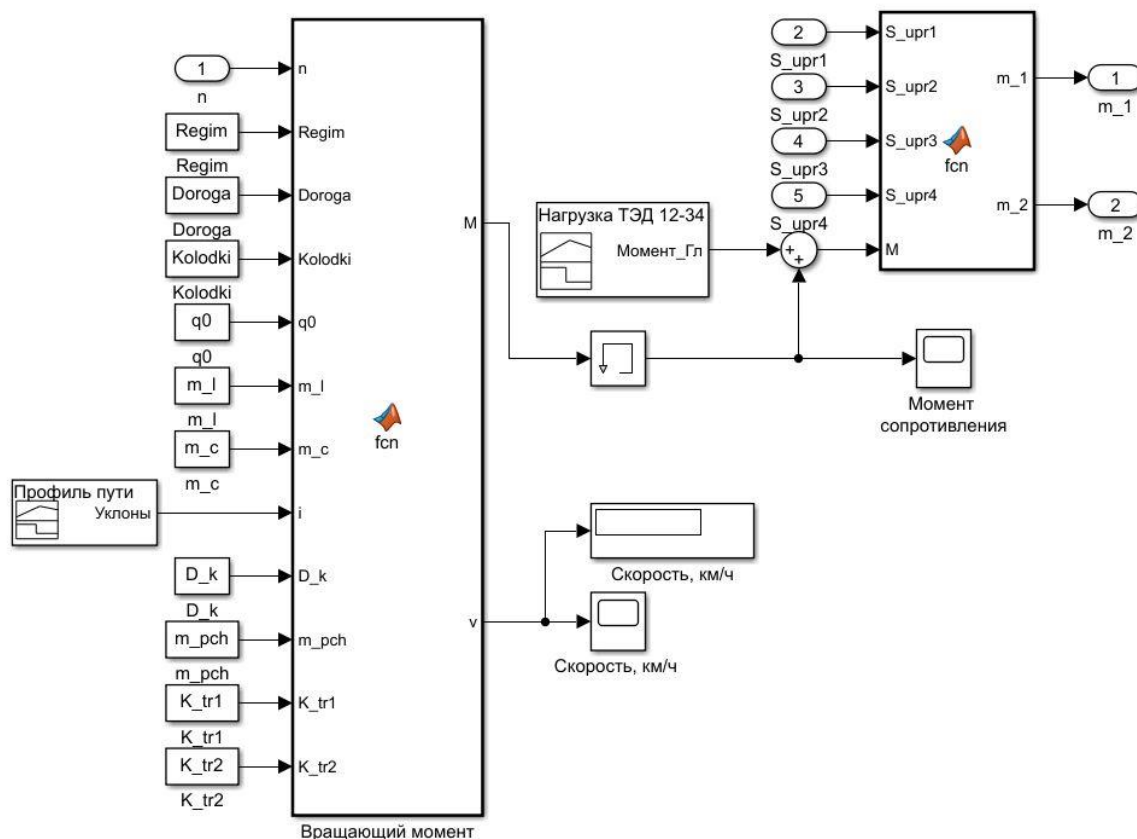 1
n
n
Regim
Regim
Regim
Doroga
Doroga
Doroga
Kolodki
Kolodki
Kolodki
q0
q0
q0
m_l
m_l
m_l
m_c
m_c
m_c
Профиль пути
Уклоны
i
D_k
D_k
D_k
m_pch
m_pch
m_pch
K_tr1
K_tr1
K_tr1
K_tr2
K_tr2
K_tr2
fcn
M
v
Вращающий момент
Нагрузка ТЭД 12-34
Момент_Гл
2
S_upr1
S_upr1
3
S_upr2
S_upr2
4
S_upr3
S_upr3
5
S_upr4
S_upr4
M
fcn
m_1
1
m_1
m_2
2
m_2
Момент
сопротивления
Скорость, км/ч
Скорость, км/ч